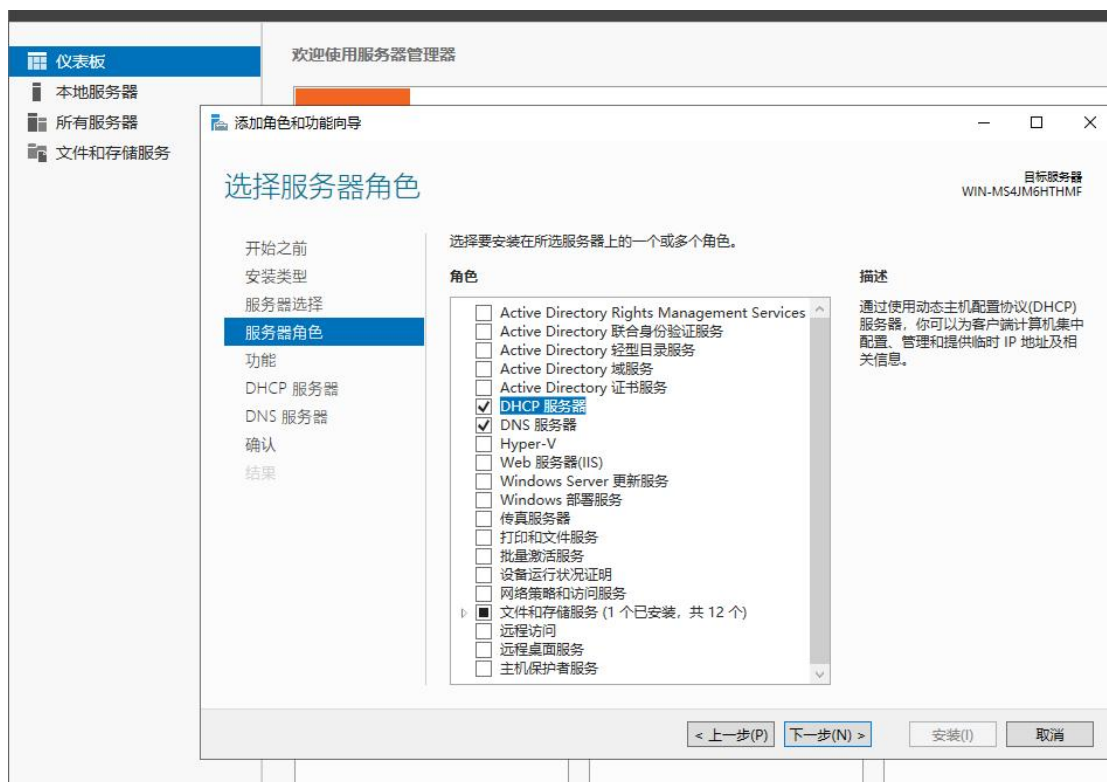 仪表板
本地服务器
所有服务器
文件和存储服务
欢迎使用服务器管理器
添加角色和功能向导
选择服务器角色
目标服务器
WIN-MS4JM6HTHMF
开始之前
安装类型
服务器选择
服务器角色
功能
DHCP 服务器
DNS 服务器
确认
结果
选择要安装在所选服务器上的一个或多个角色。
角色
Active Directory Rights Management Services
Active Directory 联合身份验证服务
Active Directory 轻型目录服务
Active Directory 域服务
Active Directory 证书服务
DHCP 服务器
DNS 服务器
Hyper-V
Web 服务器(IIS)
Windows Server 更新服务
Windows 部署服务
传真服务器
打印和文件服务
批量激活服务
设备运行状况证明
网络策略和访问服务
文件和存储服务 (1 个已安装，共 12 个)
远程访问
远程桌面服务
主机保护者服务
描述
通过使用动态主机配置协议(DHCP)
服务器，你可以为客户端计算机集中
配置、管理和提供临时 IP 地址及相
关信息。
< 上一步(P)
下一步(N) >
安装(I)
取消